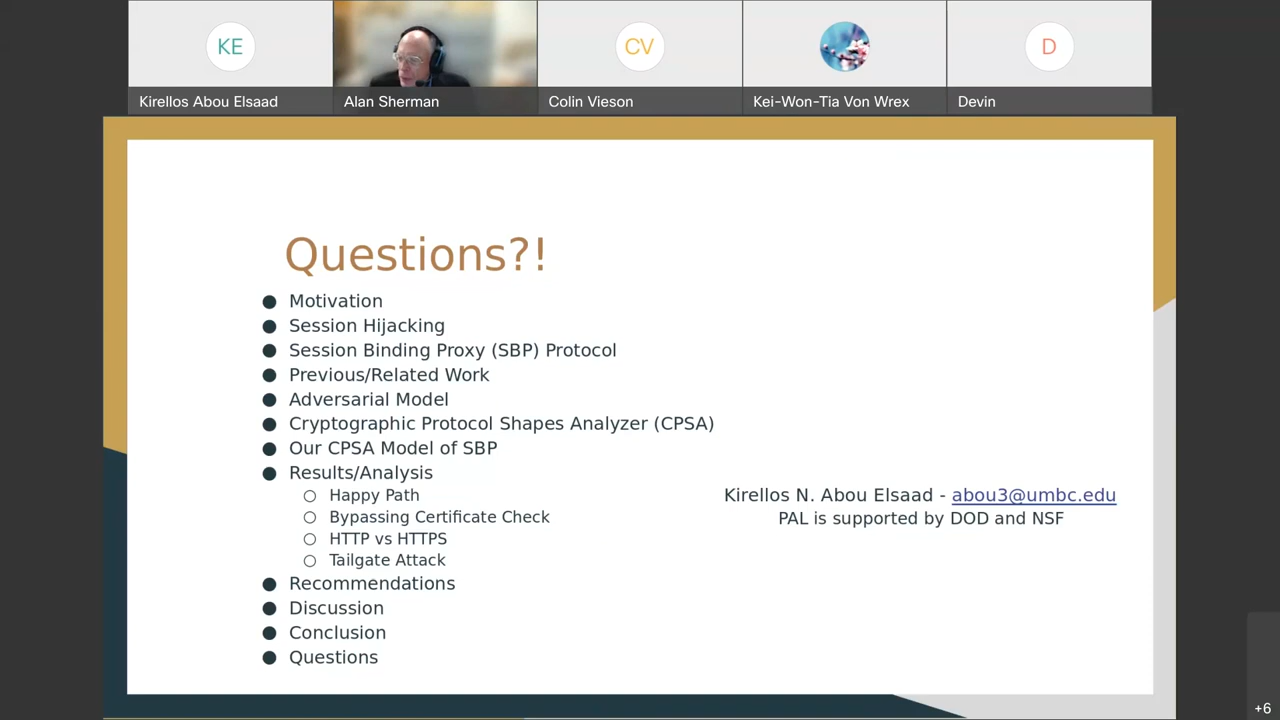 KE
CV
D
Kirellos Abou Elsaad
Alan Sherman
Colin Vieson
Kei-Won-Tia Von Wrex
Devin
Questions?!
● Motivation
● Session Hijacking
● Session Binding Proxy (SBP) Protocol
● Previous/Related Work
● Adversarial Model
● Cryptographic Protocol Shapes Analyzer (CPSA)
● Our CPSA Model of SBP
● Results/Analysis
○ Happy Path
○ Bypassing Certificate Check
○ HTTP vs HTTPS
○ Tailgate Attack
● Recommendations
● Discussion
● Conclusion
● Questions
Kirellos N. Abou Elsaad - abou3@umbc.edu
PAL is supported by DOD and NSF
+6